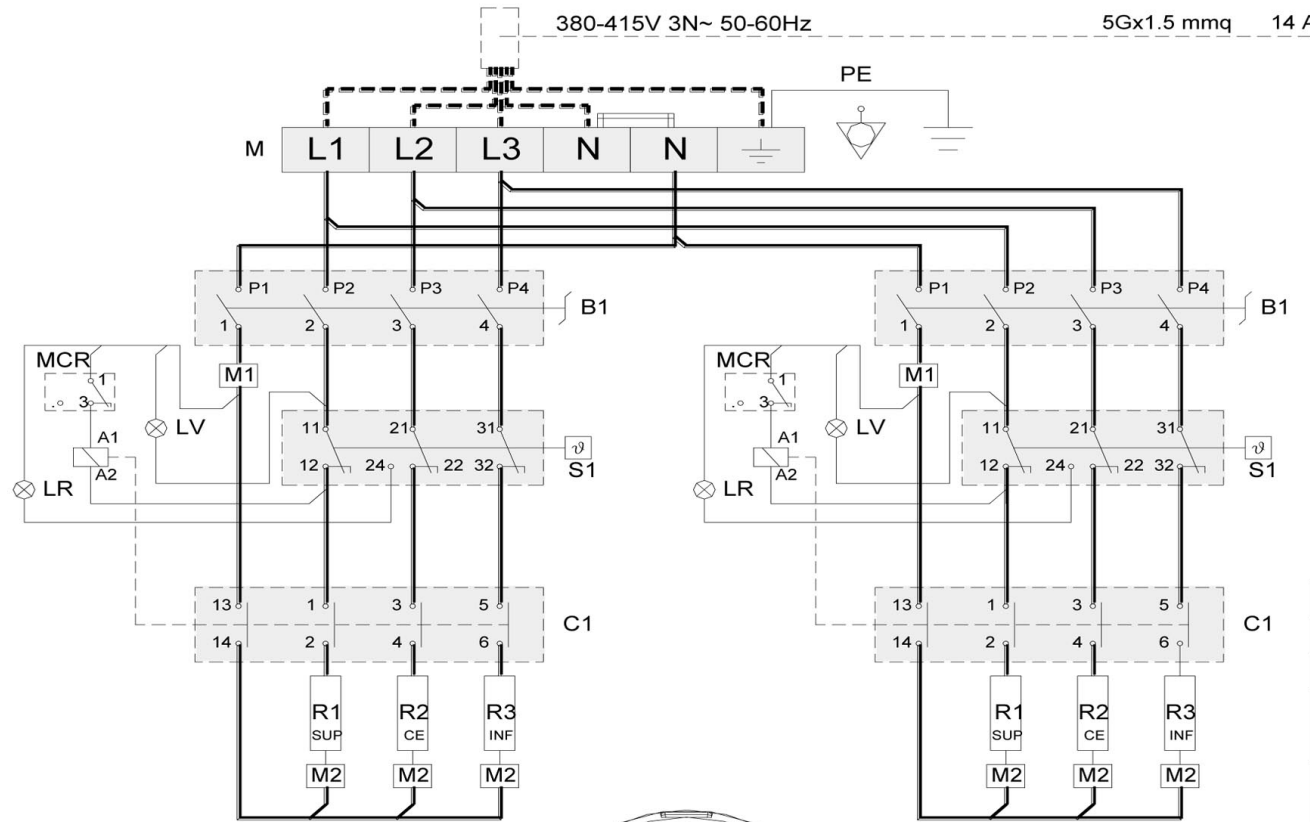 380-415V 3N~ 50-60Hz 5Gx1.5 mmq 14 A
PE
M L1 L2 L3 N N
P1 P2 P3 P4 B1 P1 P2 P3 P4 B1
1 2 3 4 1 2 3 4
MCR 1 M1 MCR 1 M1
3 3
A1 LV 11 21 31 ϑ A1 LV 11 21 31 ϑ
A2 12 24 22 32 S1 A2 12 24 22 32 S1
LR LR
13 1 3 5 C1 13 1 3 5 C1
14 2 4 6 14 2 4 6
R1 R2 R3 R1 R2 R3
SUP CE INF SUP CE INF
M2 M2 M2 M2 M2 M2